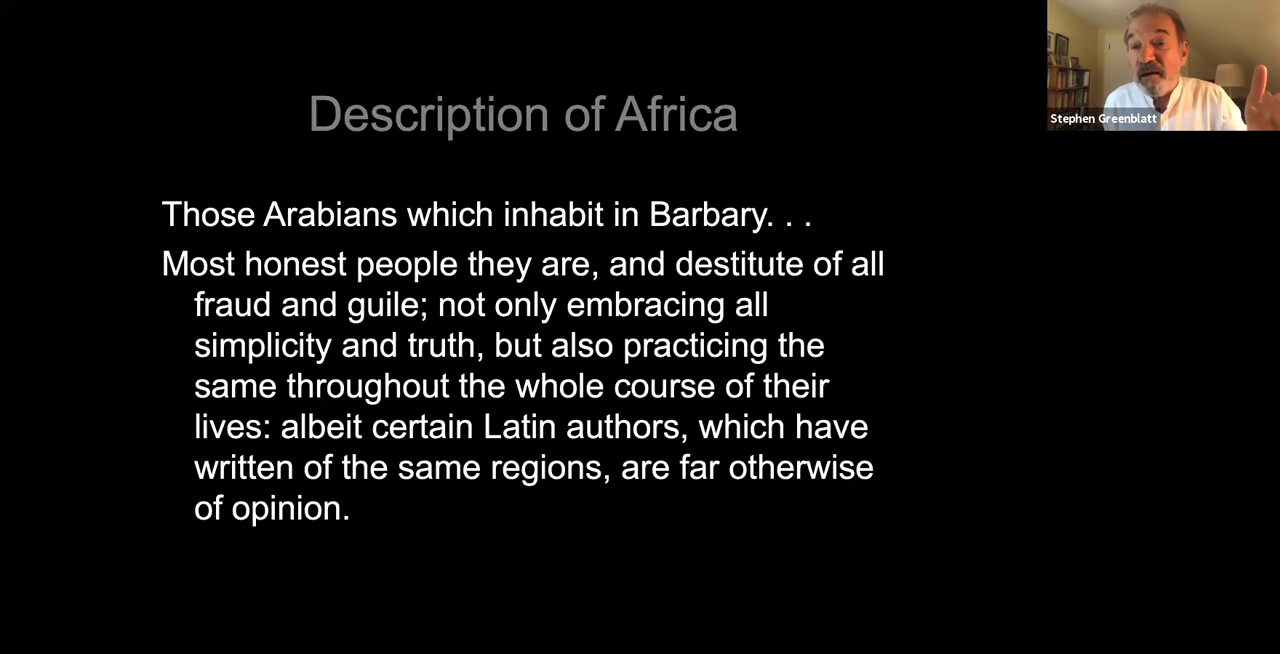 Description of Africa
Stephen Greenblatt
Those Arabians which inhabit in Barbary. . .
Most honest people they are, and destitute of all
fraud and guile; not only embracing all
simplicity and truth, but also practicing the
same throughout the whole course of their
lives: albeit certain Latin authors, which have
written of the same regions, are far otherwise
of opinion.